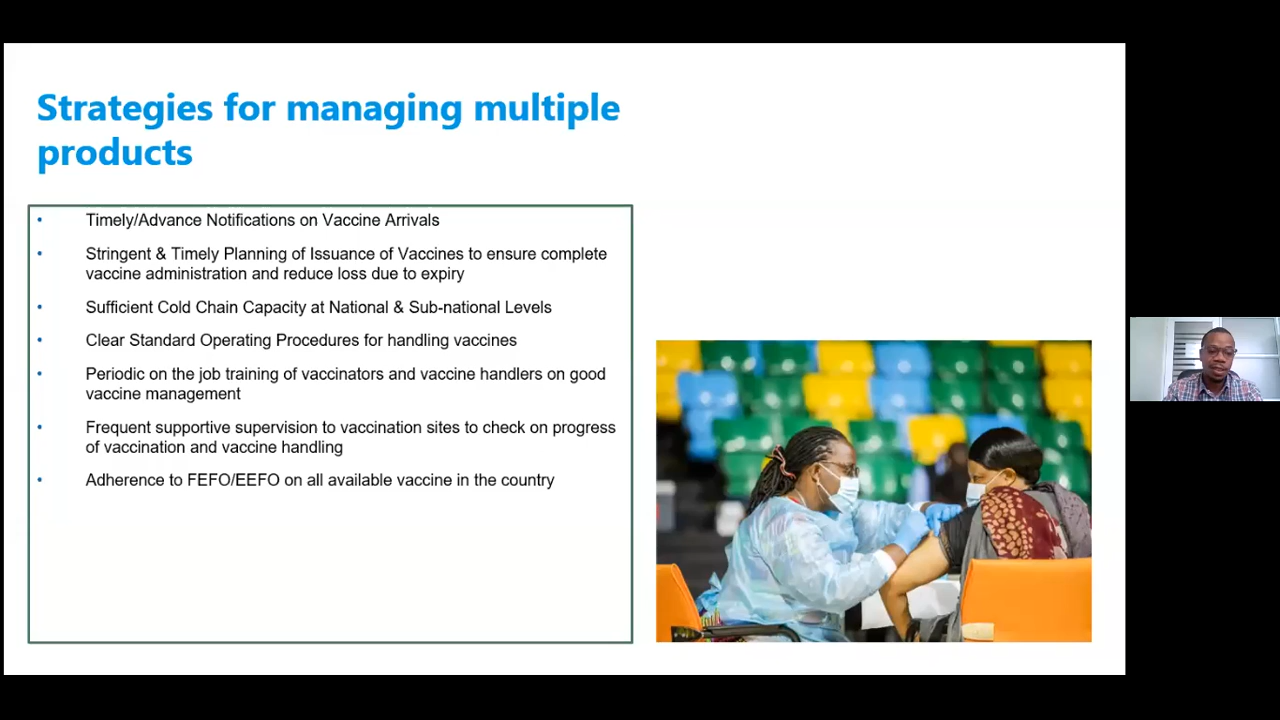 Strategies for managing multiple
products
• Timely/Advance Notifications on Vaccine Arrivals
• Stringent & Timely Planning of Issuance of Vaccines to ensure complete
vaccine administration and reduce loss due to expiry
• Sufficient Cold Chain Capacity at National & Sub-national Levels
• Clear Standard Operating Procedures for handling vaccines
• Periodic on the job training of vaccinators and vaccine handlers on good
vaccine management
• Frequent supportive supervision to vaccination sites to check on progress
of vaccination and vaccine handling
• Adherence to FEFO/EEFO on all available vaccine in the country